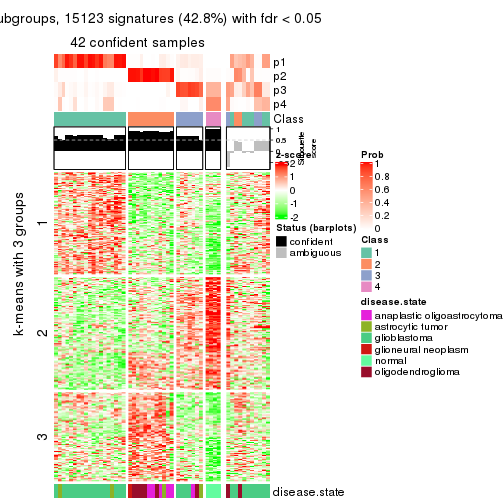 ubgroups, 15123 signatures (42.8%) with fdr < 0.05
42 confident samples
p1
p2
p3
p4
Class
1
0.5
0
Silhouette
score
z-score
2
1
0
-1
-2
Status (barplots)
confident
ambiguous
Prob
1
0.8
0.6
0.4
0.2
0
Class
1
2
3
4
disease.state
anaplastic oligoastrocytoma
astrocytic tumor
glioblastoma
glioneural neoplasm
normal
oligodendroglioma
k-means with 3 groups
1
2
3
disease.state